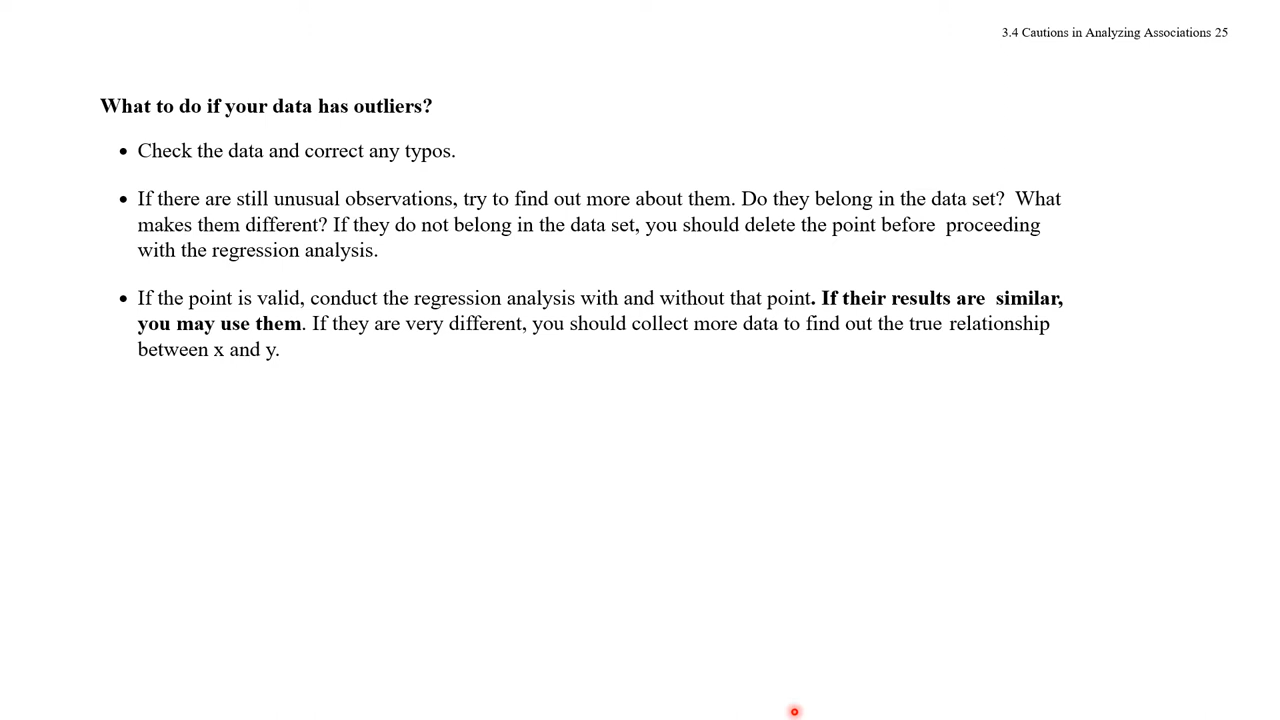 3.4 Cautions in Analyzing Associations 25
What to do if your data has outliers?
• Check the data and correct any typos.
• If there are still unusual observations, try to find out more about them. Do they belong in the data set? What
makes them different? If they do not belong in the data set, you should delete the point before proceeding
with the regression analysis.
• If the point is valid, conduct the regression analysis with and without that point. If their results are similar,
you may use them. If they are very different, you should collect more data to find out the true relationship
between x and y.